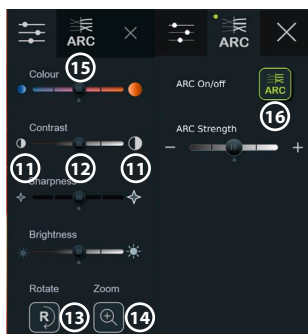 ARC
ARC
15
Colour
ARC On/off
ARC
16
Contrast
ARC Strength
11
12
11
Sharpness
Brightness
Rotate
Zoom
R
13
14